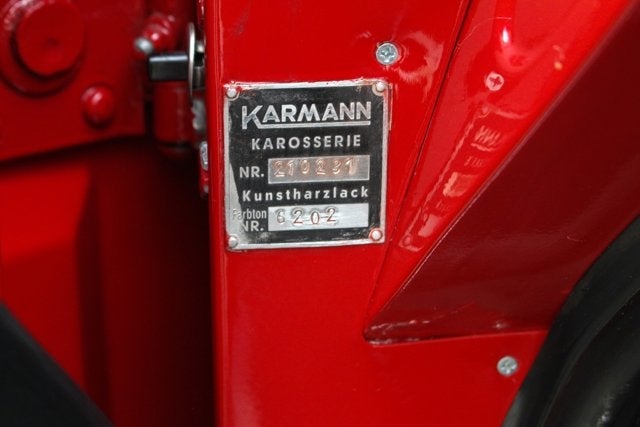 KARMANN
KAROSSERIE
NR. 210231
Kunstharzlack
Farbton
NR. 6202